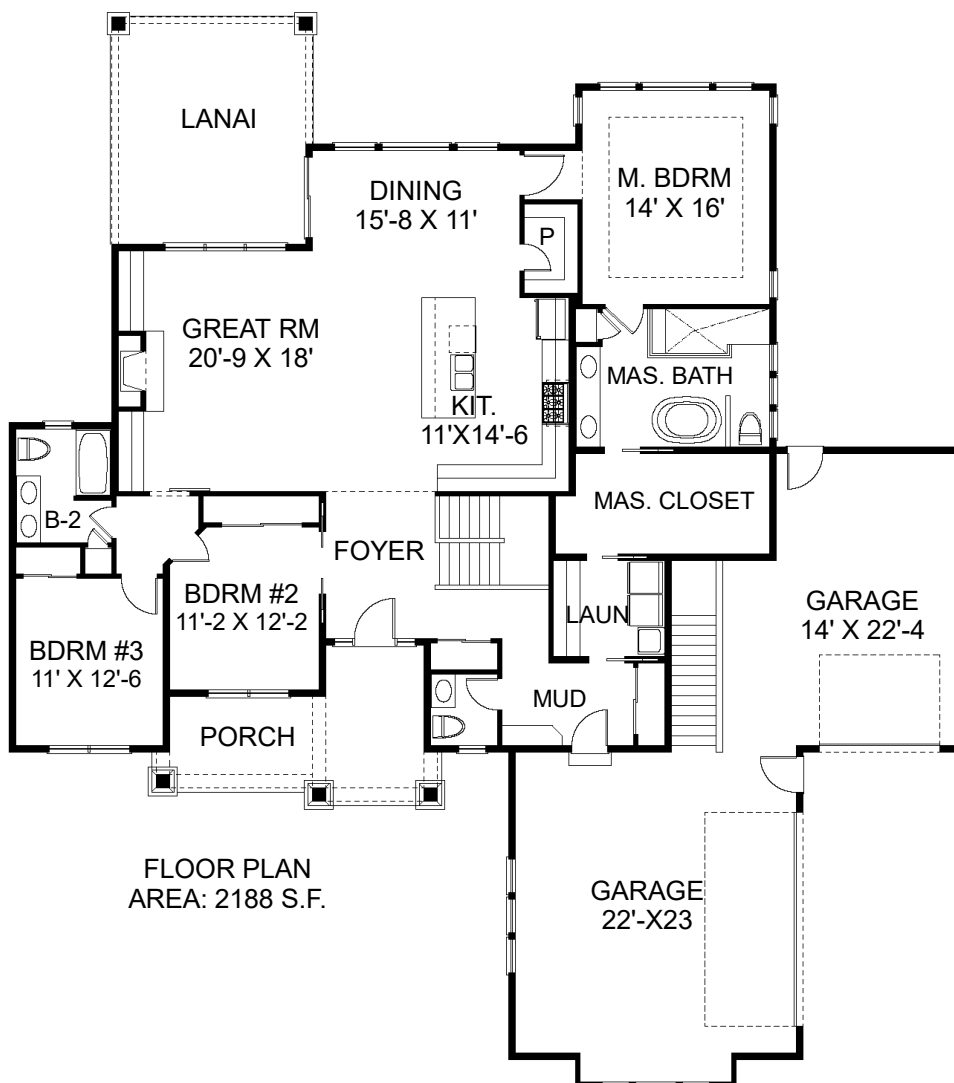 LANAI
DINING
15'-8 X 11'
M. BDRM
14' X 16'
P
GREAT RM
20'-9 X 18'
KIT.
11'X14'-6
MAS. BATH
B-2
MAS. CLOSET
FOYER
BDRM #2
11'-2 X 12'-2
LAUN
GARAGE
14' X 22'-4
BDRM #3
11' X 12'-6
MUD
PORCH
FLOOR PLAN
AREA: 2188 S.F.
GARAGE
22'-X23